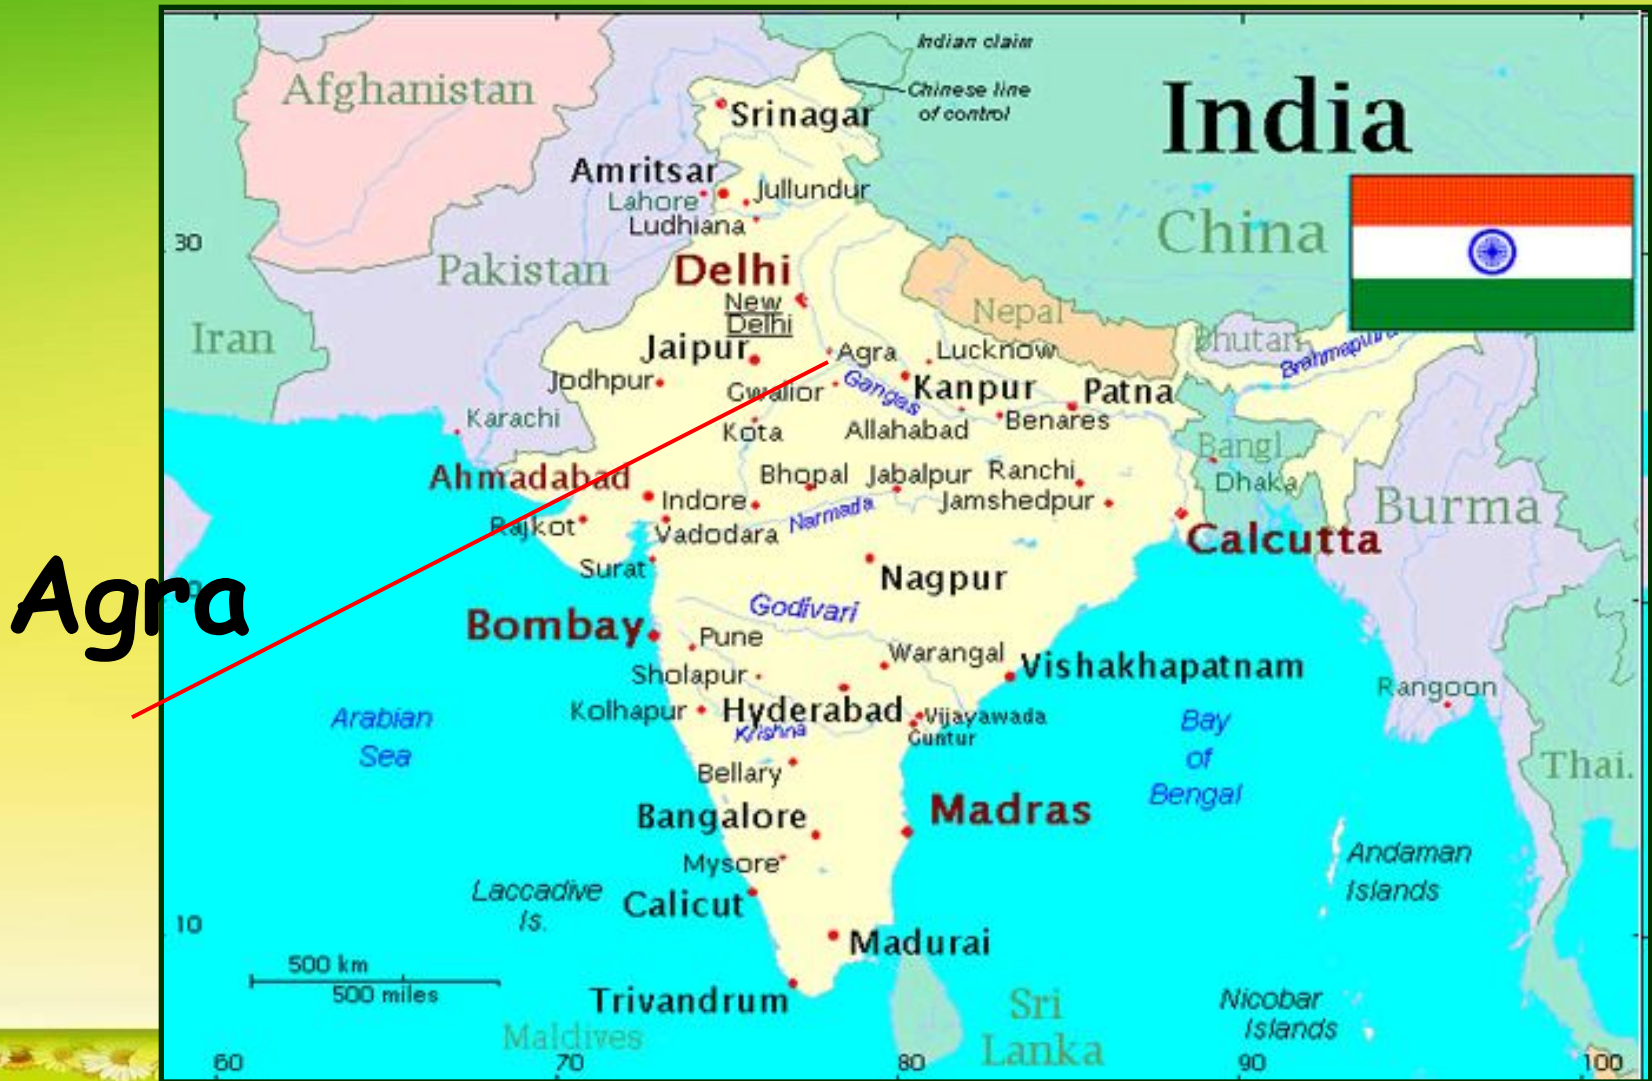 Indian claim
Afghanistan
Chinese line
of control
India
Srinagar
Amritsar
Lahore
Jullundur
Ludhiana
China
30
Pakistan
Delhi
New
Delhi
Nepal
Iran
Bhutan
Brahmaputra
Jaipur
Agra
Lucknow
Jodhpur
Gwalior
Ganges
Kanpur
Patna
Karachi
Kota
Allahabad
Benares
Bangl
Ahmadabad
Bhopal
Jabalpur
Ranchi
Dhaka
Indore
Jamshedpur
Burma
Rajkot
Vadodara
Narmada
Calcutta
Surat
Nagpur
Agra
Godivari
Bombay
Pune
Warangal
Vishakhapatnam
Sholapur
Rangoon
Kolhapur
Hyderabad
Vijayawada
Guntur
Krishna
Arabian
Sea
Bay
of
Bengal
Thai.
Bellary
Bangalore
Madras
Mysore
Andaman
Islands
Laccadive
Is.
Calicut
10
Madurai
500 km
500 miles
Trivandrum
Sri
Lanka
Nicobar
Islands
Maldives
60
70
80
90
100